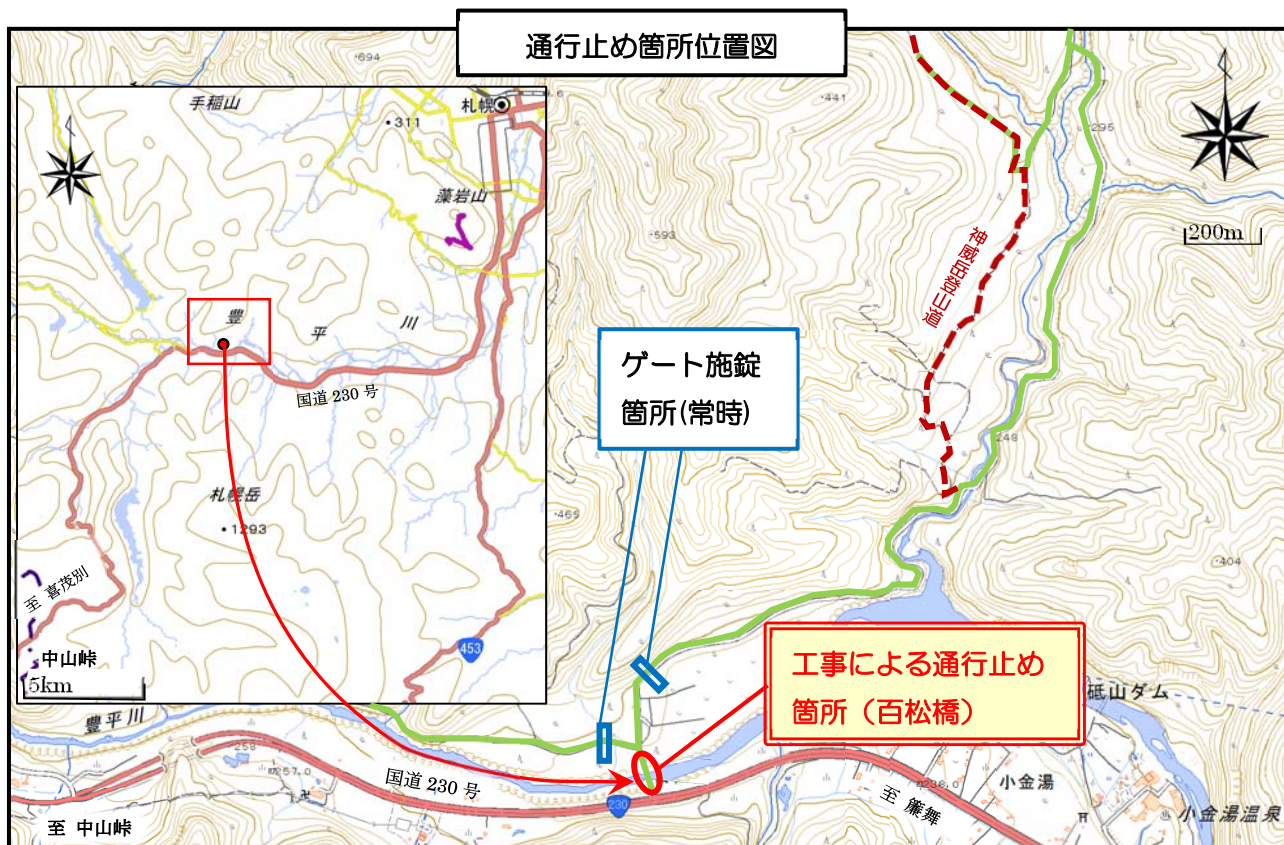 通行止め箇所位置図
・694
手稲山
札幌
・311
藻岩山
豊平川
国道 230 号
札幌岳
・1293
至 喜茂別
中山峠
5km
453
・441
295
200m
・593
神威岳登山道
ゲート施錠
箇所(常時)
248
・466
・404
工事による通行止め
箇所（百松橋）
砥山ダム
豊平川
258
257.0
国道 230 号
230
236.0
小金湯
至 簾舞
小金湯温泉
至 中山峠